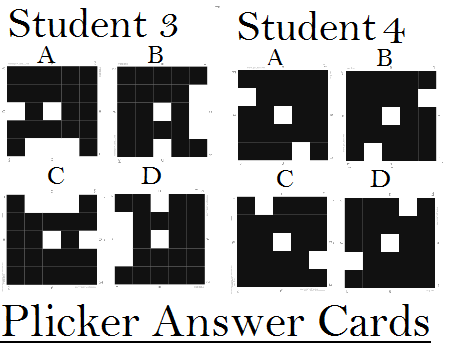 Student 3 Student 4
A B A B
C D C D
Plicker Answer Cards